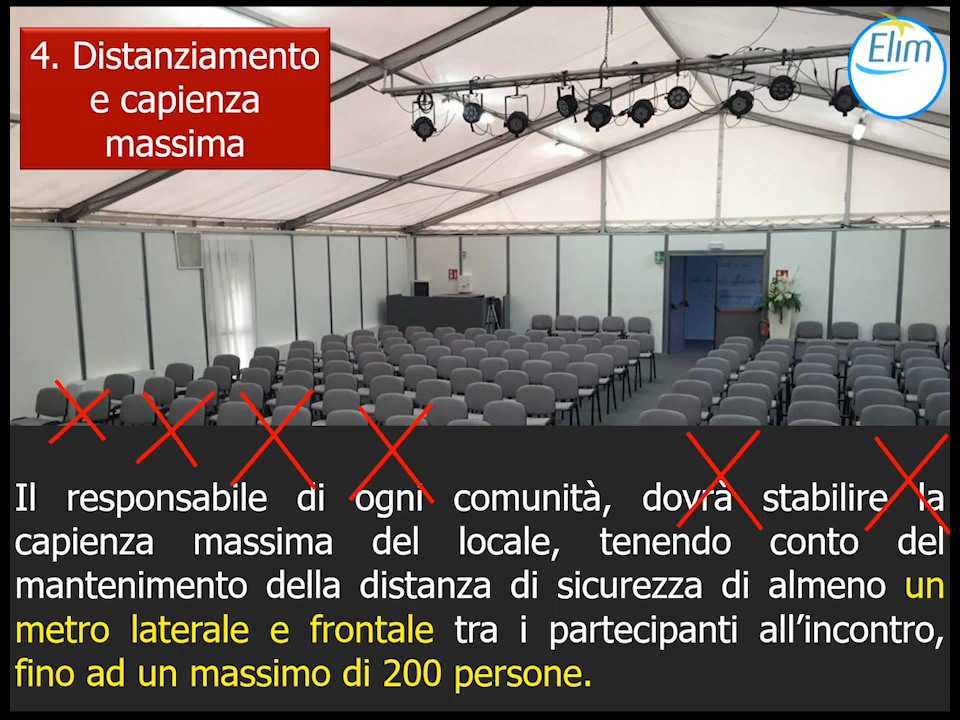 4. Distanziamento
e capienza
massima
Elim
Il responsabile di ogni comunità, dovrà stabilire la
capienza massima del locale, tenendo conto del
mantenimento della distanza di sicurezza di almeno un
metro laterale e frontale tra i partecipanti all’incontro,
fino ad un massimo di 200 persone.